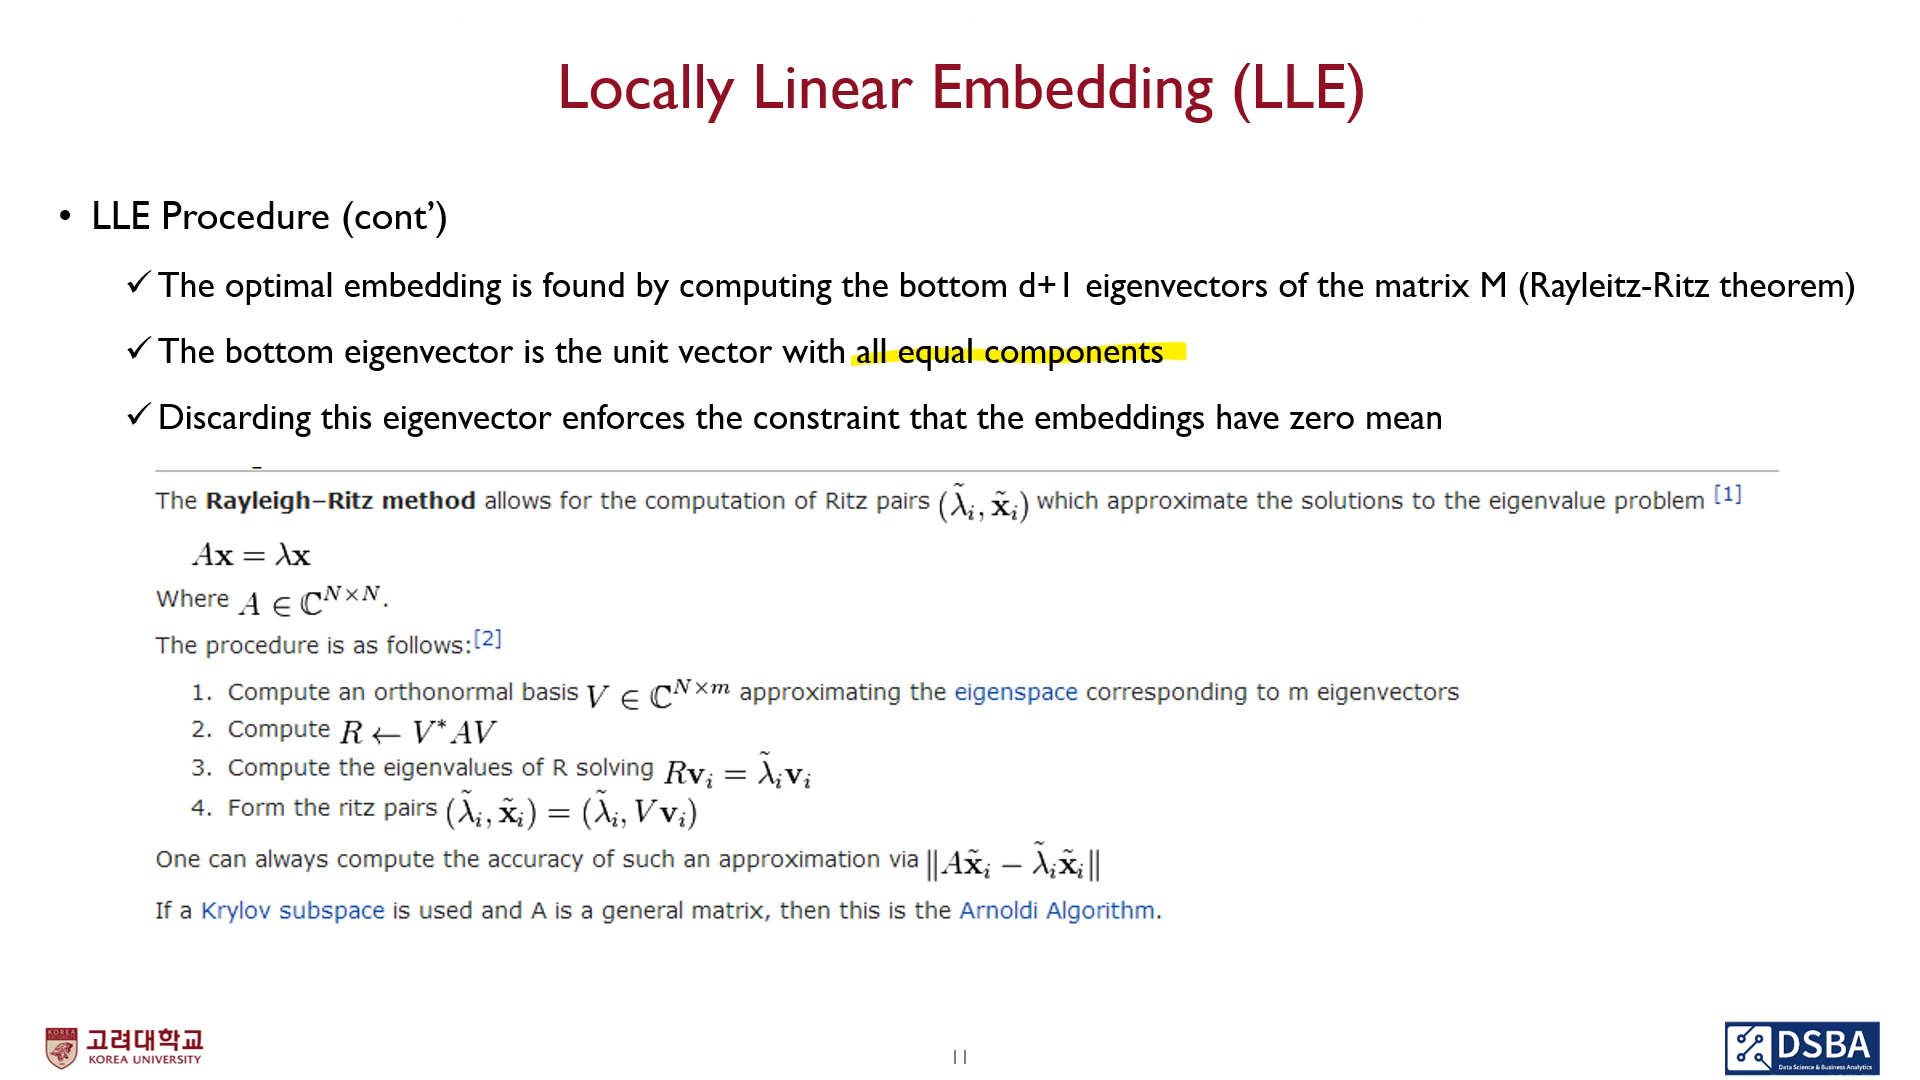 Locally Linear Embedding (LLE)
• LLE Procedure (cont’)
✓ The optimal embedding is found by computing the bottom d+1 eigenvectors of the matrix M (Rayleitz-Ritz theorem)
✓ The bottom eigenvector is the unit vector with all equal components
✓ Discarding this eigenvector enforces the constraint that the embeddings have zero mean
The Rayleigh–Ritz method allows for the computation of Ritz pairs (λ̃ᵢ, x̃ᵢ) which approximate the solutions to the eigenvalue problem [1]
Ax = λx
Where A ∈ ℂ^{N×N}.
The procedure is as follows:[2]
1. Compute an orthonormal basis V ∈ ℂ^{N×m} approximating the eigenspace corresponding to m eigenvectors
2. Compute R ← V*AV
3. Compute the eigenvalues of R solving Rvᵢ = λ̃ᵢvᵢ
4. Form the ritz pairs (λ̃ᵢ, x̃ᵢ) = (λ̃ᵢ, Vvᵢ)
One can always compute the accuracy of such an approximation via ‖Ax̃ᵢ − λ̃ᵢx̃ᵢ‖
If a Krylov subspace is used and A is a general matrix, then this is the Arnoldi Algorithm.
KOREA
고려대학교
KOREA UNIVERSITY
11
DSBA
Data Science & Business Analytics